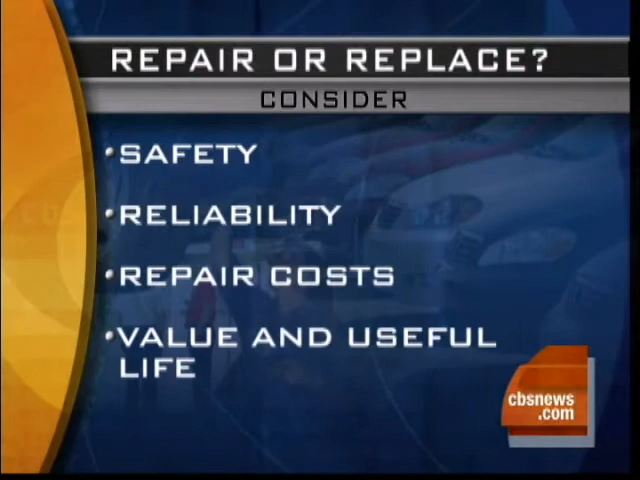 REPAIR OR REPLACE?
CONSIDER
•SAFETY
•RELIABILITY
•REPAIR COSTS
•VALUE AND USEFUL
LIFE
cbsnews
.com